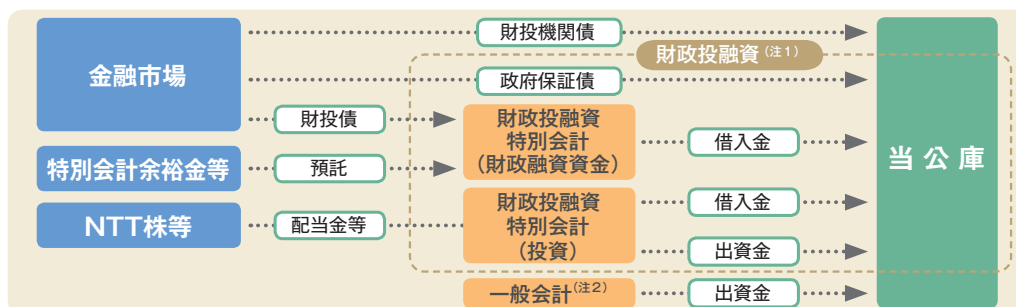 財投機関債
財政投融資(注1)
金融市場
政府保証債
財投債
財政投融資
特別会計
(財政融資資金)
借入金
当公庫
特別会計余裕金等
預託
NTT株等
配当金等
財政投融資
特別会計
(投資)
借入金
出資金
一般会計(注2)
出資金